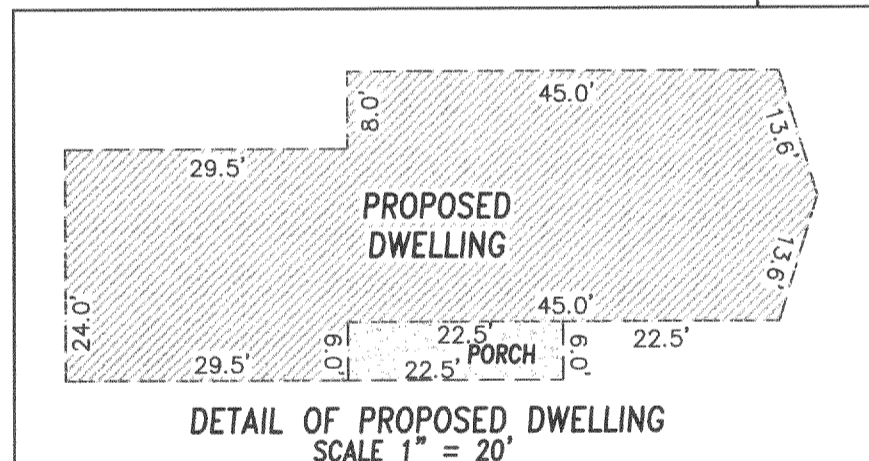 45.0'
8.0'
13.6'
29.5'
PROPOSED
DWELLING
13.6'
45.0'
24.0'
6.0'
22.5'
6.0'
22.5'
PORCH
29.5'
22.5'
DETAIL OF PROPOSED DWELLING
SCALE 1" = 20'